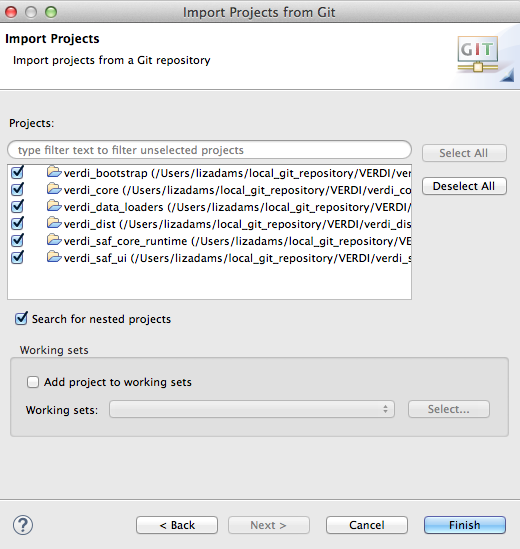 Import Projects from Git
Import Projects
Import projects from a Git repository
GIT
Projects:
type filter text to filter unselected projects
Select All
Deselect All
verdi_bootstrap (/Users/lizadams/local_git_repository/VERDI/ver
verdi_core (/Users/lizadams/local_git_repository/VERDI/verdi_co
verdi_data_loaders (/Users/lizadams/local_git_repository/VERDI/
verdi_dist (/Users/lizadams/local_git_repository/VERDI/verdi_dis
verdi_saf_core_runtime (/Users/lizadams/local_git_repository/VE
verdi_saf_ui (/Users/lizadams/local_git_repository/VERDI/verdi_s
Search for nested projects
Working sets
Add project to working sets
Working sets:
Select...
?
< Back
Next >
Cancel
Finish